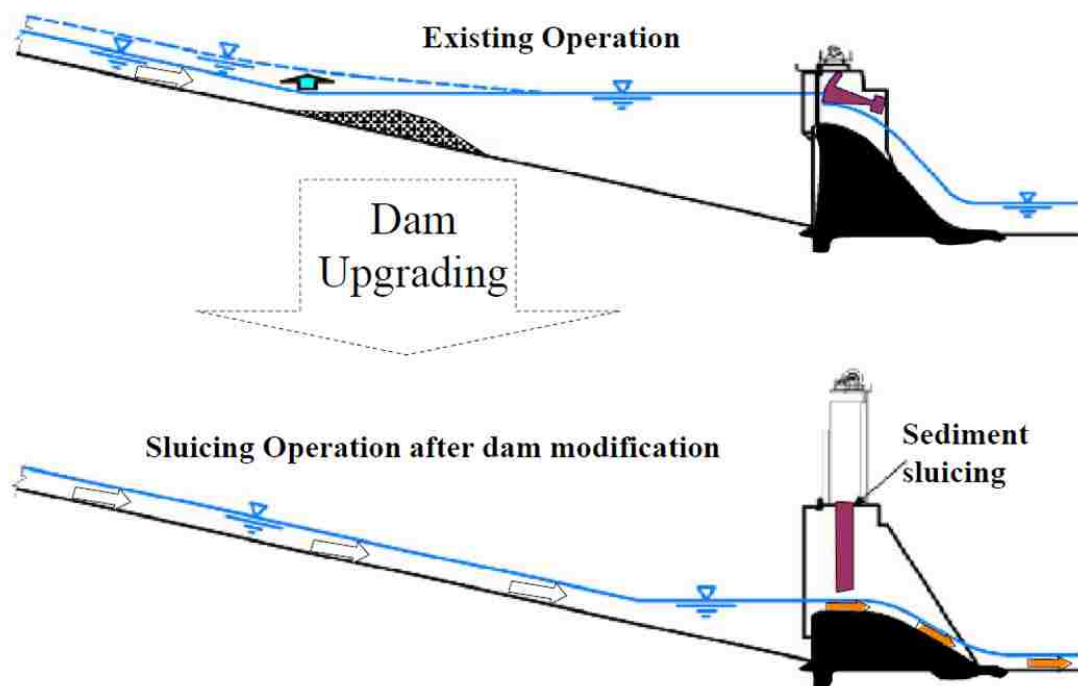 Existing Operation
Dam
Upgrading
Sluicing Operation after dam modification
Sediment
sluicing